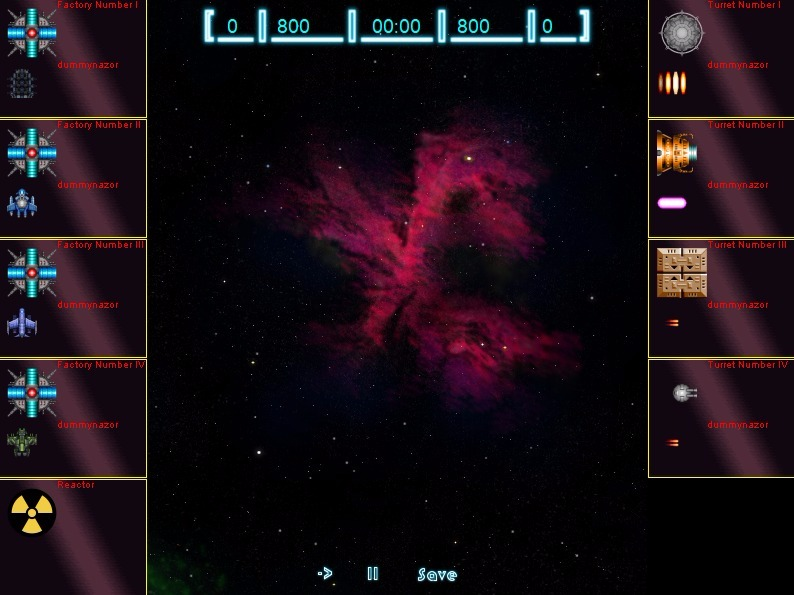 Factory Number I
dummynazor
Factory Number II
dummynazor
Factory Number III
dummynazor
Factory Number IV
dummynazor
Reactor
0 800 00:00 800 0
-> II Save
Turret Number I
dummynazor
Turret Number II
dummynazor
Turret Number III
dummynazor
Turret Number IV
dummynazor